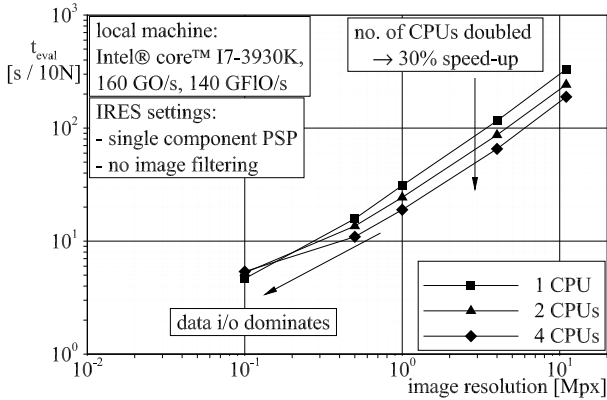 10³
t_eval
[s / 10N]
10²
10¹
10⁰
local machine:
Intel® core™ I7-3930K,
160 GO/s, 140 GFlO/s
IRES settings:
- single component PSP
- no image filtering
no. of CPUs doubled
→ 30% speed-up
data i/o dominates
1 CPU
2 CPUs
4 CPUs
10⁻² 10⁻¹ 10⁰ 10¹
image resolution [Mpx]